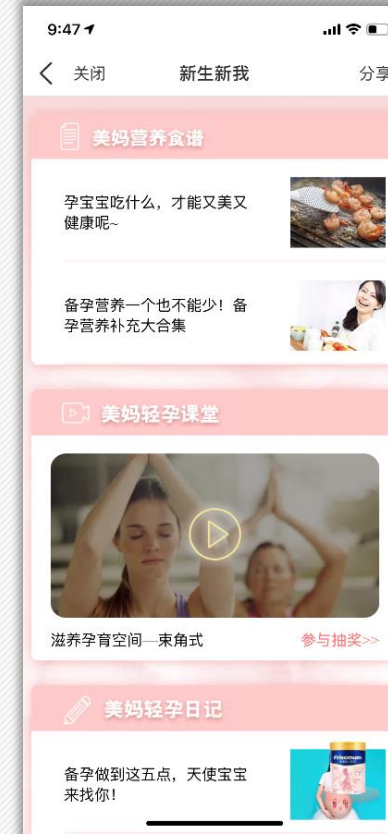 9:47
关闭
新生新我
分享
美妈营养食谱
孕宝宝吃什么，才能又美又
健康呢~
备孕营养一个也不能少！备
孕营养补充大合集
美妈轻孕课堂
滋养孕育空间—束角式
参与抽奖>>
美妈轻孕日记
备孕做到这五点，天使宝宝
来找你！
Frisomum